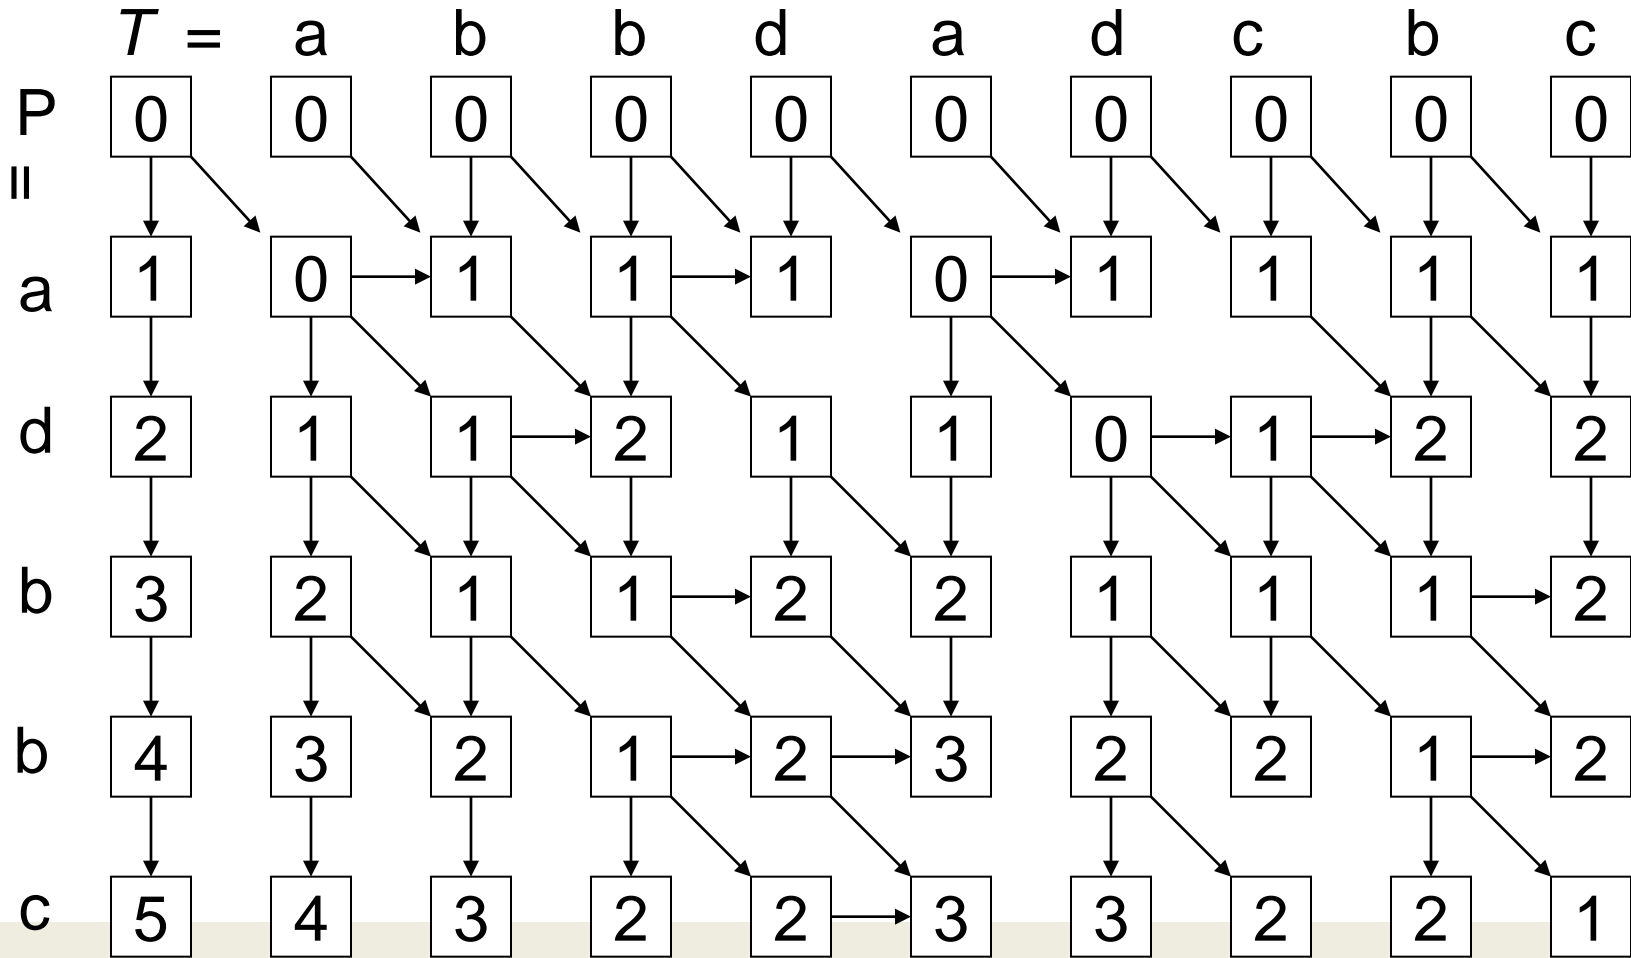 T = a b b d a d c b c
P 0 0 0 0 0 0 0 0 0 0
=
a 1 0 1 1 1 0 1 1 1 1
d 2 1 1 2 1 1 0 1 2 2
b 3 2 1 1 2 2 1 1 1 2
b 4 3 2 1 2 3 2 2 1 2
c 5 4 3 2 2 3 3 2 2 1